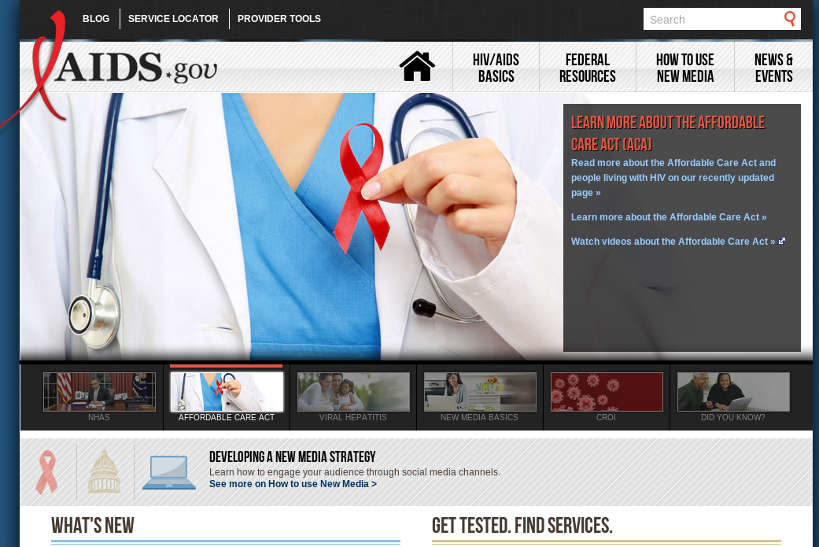 BLOG
SERVICE LOCATOR
PROVIDER TOOLS
Search
AIDS.gov
HIV/AIDS
BASICS
FEDERAL
RESOURCES
HOW TO USE
NEW MEDIA
NEWS &
EVENTS
LEARN MORE ABOUT THE AFFORDABLE
CARE ACT (ACA)
Read more about the Affordable Care Act and
people living with HIV on our recently updated
page »
Learn more about the Affordable Care Act »
Watch videos about the Affordable Care Act »
NHAS
AFFORDABLE CARE ACT
VIRAL HEPATITIS
NEW MEDIA BASICS
CROI
DID YOU KNOW?
DEVELOPING A NEW MEDIA STRATEGY
Learn how to engage your audience through social media channels.
See more on How to use New Media >
WHAT'S NEW
GET TESTED. FIND SERVICES.